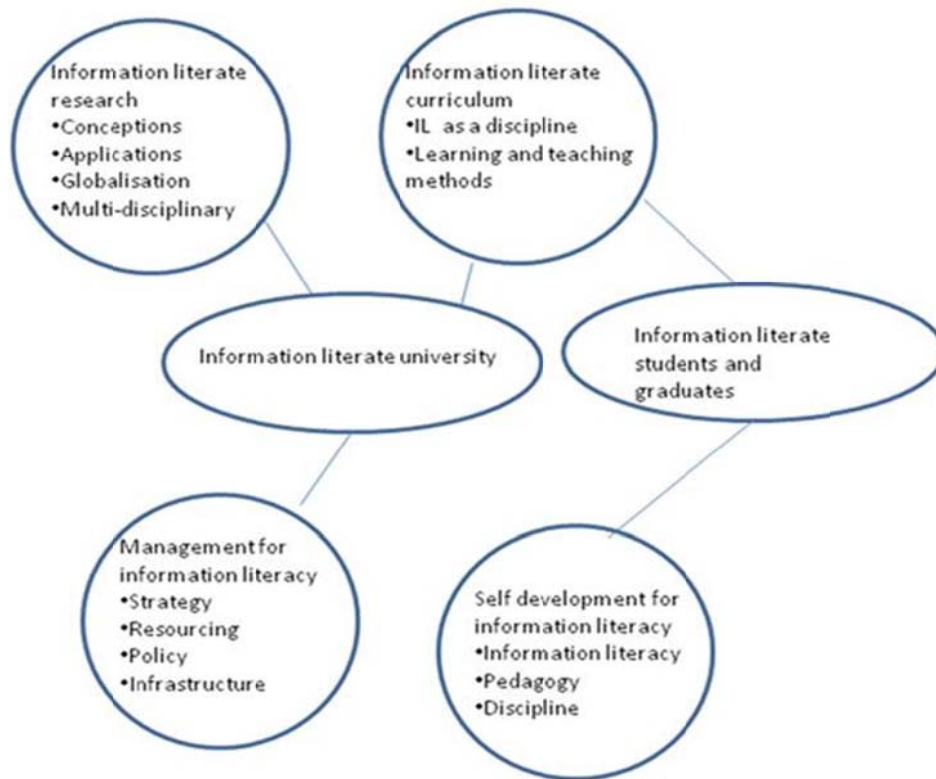 Information literate
research
•Conceptions
•Applications
•Globalisation
•Multi-disciplinary
Information literate
curriculum
•IL as a discipline
•Learning and teaching
methods
Information literate university
Information literate
students and
graduates
Management for
information literacy
•Strategy
•Resourcing
•Policy
•Infrastructure
Self development for
information literacy
•Information literacy
•Pedagogy
•Discipline